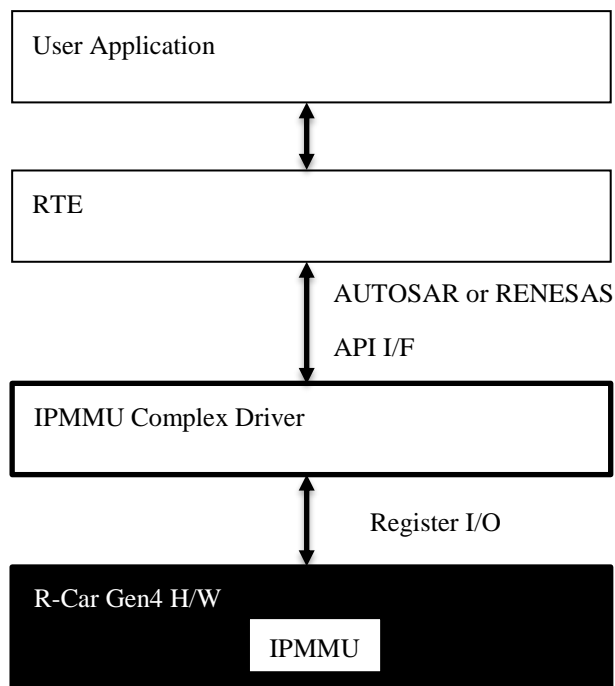 User Application
RTE
AUTOSAR or RENESAS
API I/F
IPMMU Complex Driver
Register I/O
R-Car Gen4 H/W
IPMMU